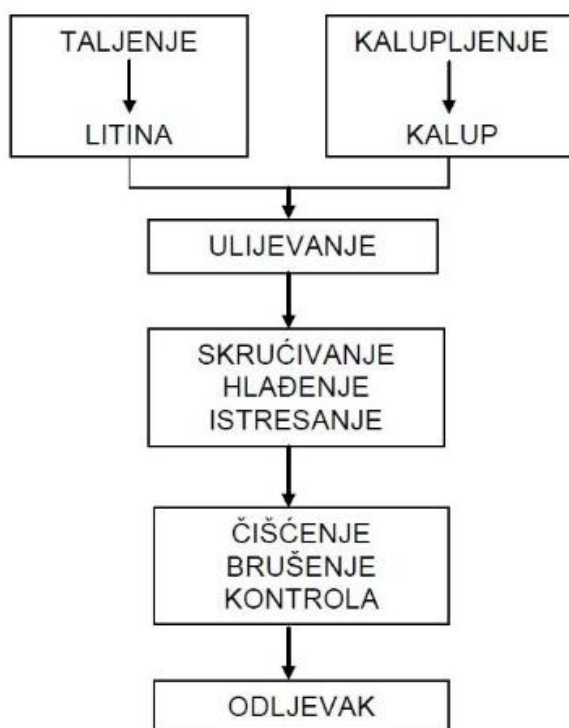 TALJENJE
LITINA
KALUPLJENJE
KALUP
ULIJEVANJE
SKRUĆIVANJE
HLAĐENJE
ISTRESANJE
ČIŠĆENJE
BRUŠENJE
KONTROLA
ODLJEVAK